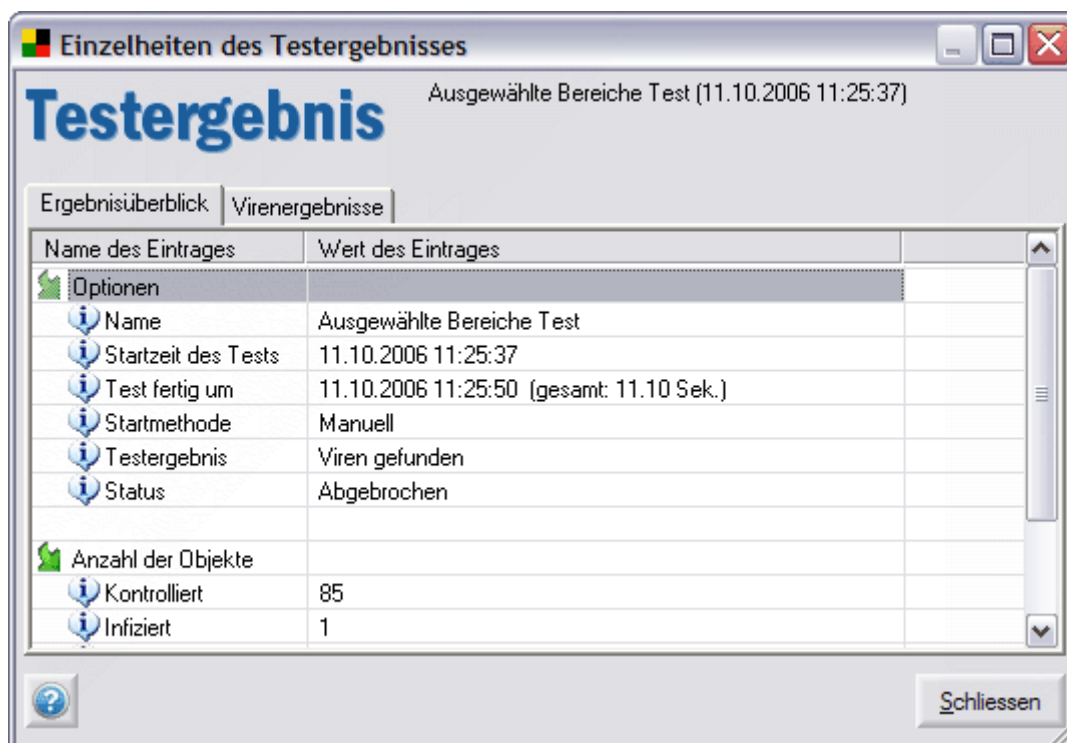 Einzelheiten des Testergebnisses
Testergebnis
Ausgewählte Bereiche Test (11.10.2006 11:25:37)
Ergebnisüberblick Virenergebnisse
Name des Eintrages Wert des Eintrages
Optionen
Name Ausgewählte Bereiche Test
Startzeit des Tests 11.10.2006 11:25:37
Test fertig um 11.10.2006 11:25:50 (gesamt: 11.10 Sek.)
Startmethode Manuell
Testergebnis Viren gefunden
Status Abgebrochen
Anzahl der Objekte
Kontrolliert 85
Infiziert 1
Schliessen